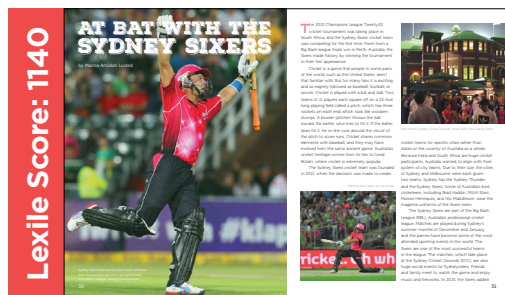 Lexile Score: 1140
AT BAT WITH THE
SYDNEY SIXERS
by Marcia Amidon Lusted
The 2012 Champions League Twenty20
cricket tournament was taking place in
South Africa, and the Sydney Sixers cricket team
was competing for the first time. Fresh from a
Big Bash league finals win in Perth, Australia, the
Sixers made history by winning the tournament
in their first appearance.
Cricket is a game that people in some parts
of the world, such as the United States, aren't
that familiar with. But for many fans it is exciting
and as eagerly followed as baseball, football, or
soccer. Cricket is played with a bat and ball. Two
teams of 12 players each square off on a 20-foot
long playing field called a pitch, which has three
wickets on each end which look like wooden
stumps. A bowler (pitcher) throws the ball
toward the batter, who tries to hit it. If the batter
does hit it, he or she runs around the circuit of
the pitch to score runs. Cricket shares common
elements with baseball, and they may have
evolved from the same ancient game. Australia's
cricket heritage comes from its ties to Great
Britain, where cricket is extremely popular.
The Sydney Sixers cricket team was founded
in 2011, when the decision was made to create
cricket teams for specific cities rather than
states or the country of Australia as a whole.
Because India and South Africa are huge cricket
participants, Australia wanted to align with their
system of city teams. Due to their size, the cities
of Sydney and Melbourne were each given
two teams: Sydney has the Sydney Thunder
and the Sydney Sixers. Some of Australia's best
cricketers, including Brad Haddin, Mitch Starc,
Moises Henriques, and Nic Maddinson, wear the
magenta uniforms of the Sixers team.
The Sydney Sixers are part of the Big Bash
League (BBL), Australia's professional cricket
league. Matches are played during Sydney's
summer months of December and January,
and the games have become some of the most
attended sporting events in the world. The
Sixers are one of the most successful teams
in the league. The matches, which take place
at the Sydney Cricket Grounds (SCG), are also
huge social events for Sydneysiders. Friends
and family meet to watch the game and enjoy
music and fireworks. In 2015, the Sixers added
30
31